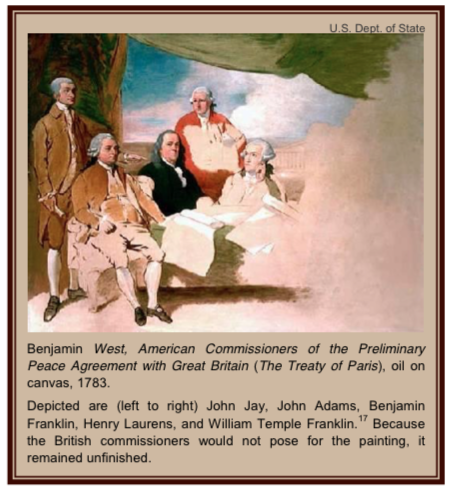 U.S. Dept. of State
Benjamin West, American Commissioners of the Preliminary
Peace Agreement with Great Britain (The Treaty of Paris), oil on
canvas, 1783.
Depicted are (left to right) John Jay, John Adams, Benjamin
Franklin, Henry Laurens, and William Temple Franklin.17 Because
the British commissioners would not pose for the painting, it
remained unfinished.